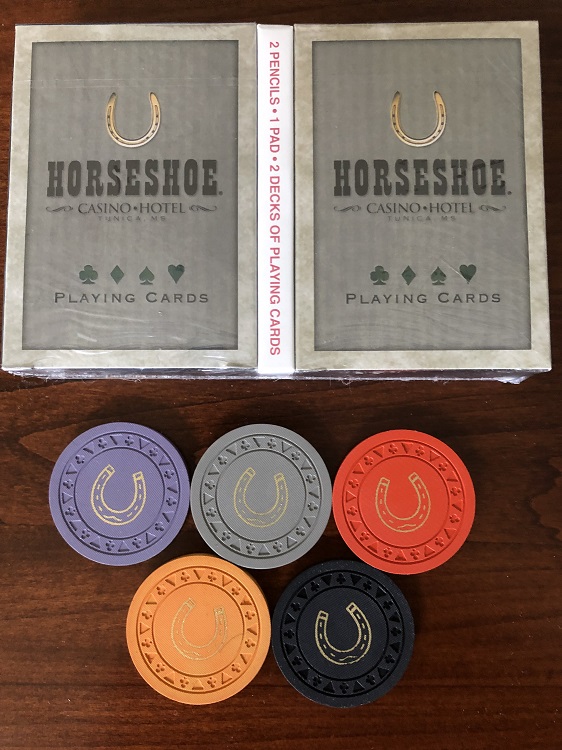 HORSESHOE.
CASINO•HOTEL
TUNICA, MS
PLAYING CARDS
2 PENCILS • 1 PAD • 2 DECKS OF PLAYING CARDS
HORSESHOE.
CASINO•HOTEL
TUNICA, MS
PLAYING CARDS